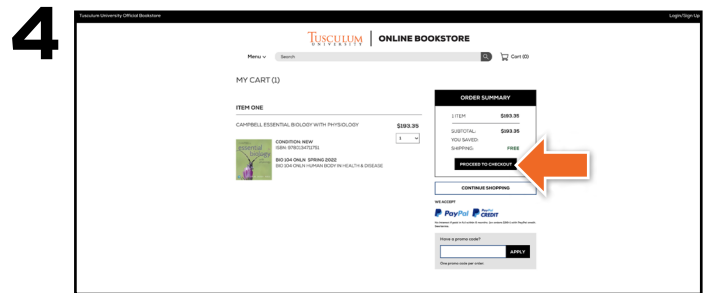 4
Tusculum University Official Bookstore
Login/Sign Up
TUSCULUM UNIVERSITY | ONLINE BOOKSTORE
Menu
Search
Cart (0)
MY CART (1)
ITEM ONE
CAMPBELL ESSENTIAL BIOLOGY WITH PHYSIOLOGY
$193.35
1
essential biology
CONDITION: NEW
BIO 104 ONLN SPRING 2022
BIO 104 ONLN HUMAN BODY IN HEALTH & DISEASE
ORDER SUMMARY
1 ITEM $193.35
SUBTOTAL: $193.35
YOU SAVED:
SHIPPING: FREE
PROCEED TO CHECKOUT
CONTINUE SHOPPING
WE ACCEPT
PayPal PayPal CREDIT
Have a promo code?
APPLY
One promo code per order.